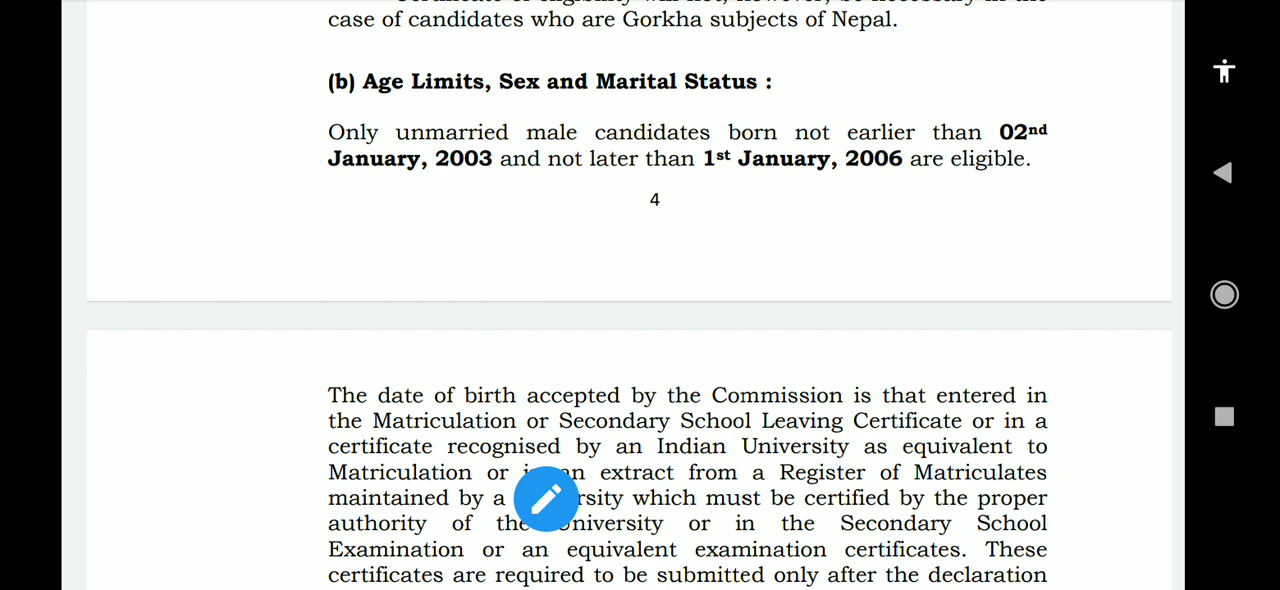 case of candidates who are Gorkha subjects of Nepal.
(b) Age Limits, Sex and Marital Status :
Only unmarried male candidates born not earlier than 02nd
January, 2003 and not later than 1st January, 2006 are eligible.
4
The date of birth accepted by the Commission is that entered in
the Matriculation or Secondary School Leaving Certificate or in a
certificate recognised by an Indian University as equivalent to
Matriculation or extract from a Register of Matriculates
maintained by a which must be certified by the proper
authority of the University or in the Secondary School
Examination or an equivalent examination certificates. These
certificates are required to be submitted only after the declaration